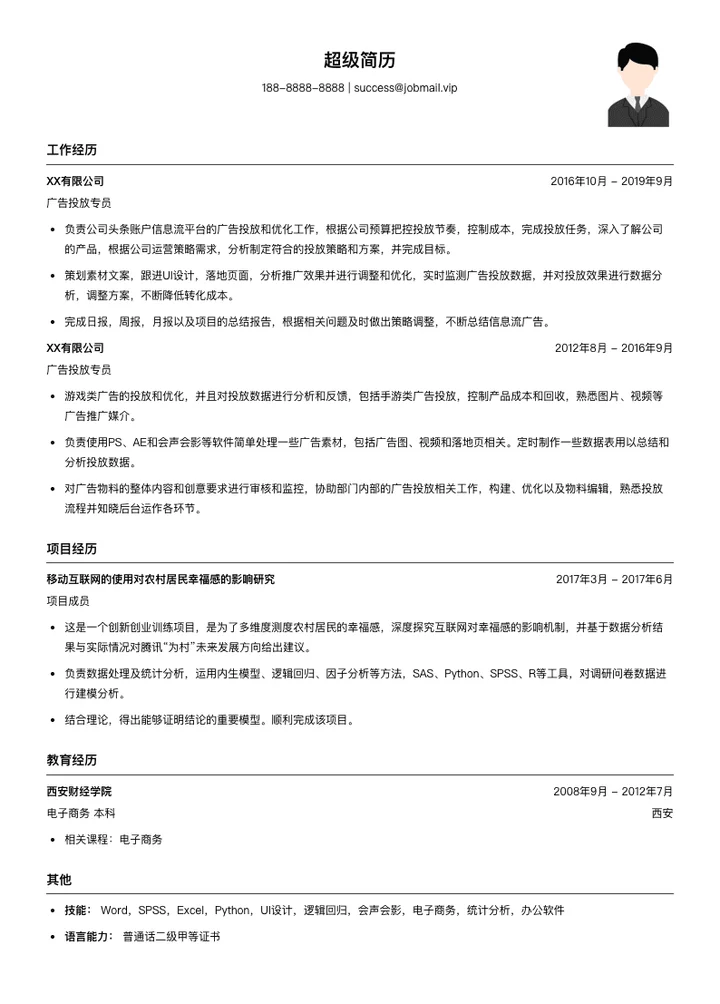 超级简历
188-8888-8888 | success@jobmail.vip
工作经历
XX有限公司 2016年10月 – 2019年9月
广告投放专员
• 负责公司头条账户信息流平台的广告投放和优化工作，根据公司预算把控投放节奏，控制成本，完成投放任务，深入了解公司
的产品，根据公司运营策略需求，分析制定符合的投放策略和方案，并完成目标。
• 策划素材文案，跟进UI设计，落地页面，分析推广效果并进行调整和优化，实时监测广告投放数据，并对投放效果进行数据分
析，调整方案，不断降低转化成本。
• 完成日报，周报，月报以及项目的总结报告，根据相关问题及时做出策略调整，不断总结信息流广告。
XX有限公司 2012年8月 – 2016年9月
广告投放专员
• 游戏类广告的投放和优化，并且对投放数据进行分析和反馈，包括手游类广告投放，控制产品成本和回收，熟悉图片、视频等
广告推广媒介。
• 负责使用PS、AE和会声会影等软件简单处理一些广告素材，包括广告图、视频和落地页相关。定时制作一些数据表用以总结和
分析投放数据。
• 对广告物料的整体内容和创意要求进行审核和监控，协助部门内部的广告投放相关工作，构建、优化以及物料编辑，熟悉投放
流程并知晓后台运作各环节。
项目经历
移动互联网的使用对农村居民幸福感的影响研究 2017年3月 – 2017年6月
项目成员
• 这是一个创新创业训练项目，是为了多维度测度农村居民的幸福感，深度探究互联网对幸福感的影响机制，并基于数据分析结
果与实际情况对腾讯“为村”未来发展方向给出建议。
• 负责数据处理及统计分析，运用内生模型、逻辑回归、因子分析等方法，SAS、Python、SPSS、R等工具，对调研问卷数据进
行建模分析。
• 结合理论，得出能够证明结论的重要模型。顺利完成该项目。
教育经历
西安财经学院 2008年9月 – 2012年7月
电子商务 本科 西安
• 相关课程：电子商务
其他
• 技能： Word，SPSS，Excel，Python，UI设计，逻辑回归，会声会影，电子商务，统计分析，办公软件
• 语言能力： 普通话二级甲等证书